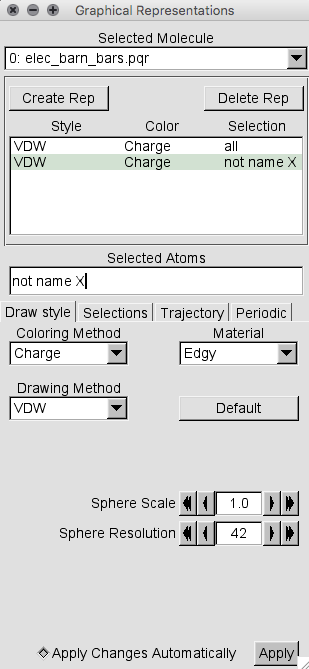 Graphical Representations
Selected Molecule
0: elec_barn_bars.pqr
Create Rep Delete Rep
Style Color Selection
VDW Charge all
VDW Charge not name X
Selected Atoms
not name X
Draw style Selections Trajectory Periodic
Coloring Method Material
Charge Edgy
Drawing Method
VDW Default
Sphere Scale 1.0
Sphere Resolution 42
Apply Changes Automatically Apply